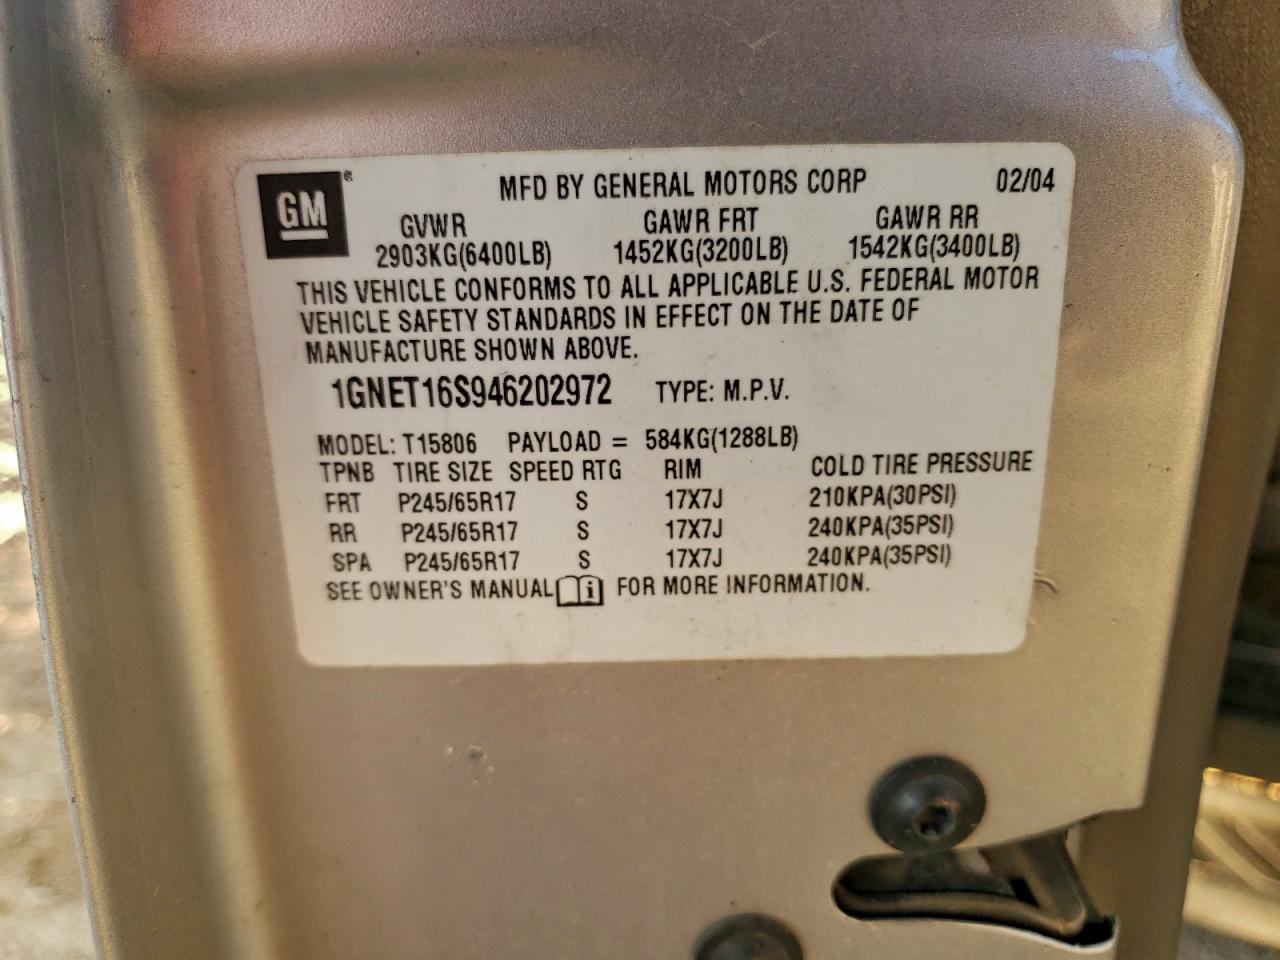 GM® MFD BY GENERAL MOTORS CORP 02/04
GVWR GAWR FRT GAWR RR
2903KG(6400LB) 1452KG(3200LB) 1542KG(3400LB)
THIS VEHICLE CONFORMS TO ALL APPLICABLE U.S. FEDERAL MOTOR
VEHICLE SAFETY STANDARDS IN EFFECT ON THE DATE OF
MANUFACTURE SHOWN ABOVE.
1GNET16S946202972 TYPE: M.P.V.
MODEL: T15806 PAYLOAD = 584KG(1288LB)
TPNB TIRE SIZE SPEED RTG RIM COLD TIRE PRESSURE
FRT P245/65R17 S 17X7J 210KPA(30PSI)
RR P245/65R17 S 17X7J 240KPA(35PSI)
SPA P245/65R17 S 17X7J 240KPA(35PSI)
SEE OWNER'S MANUAL i FOR MORE INFORMATION.